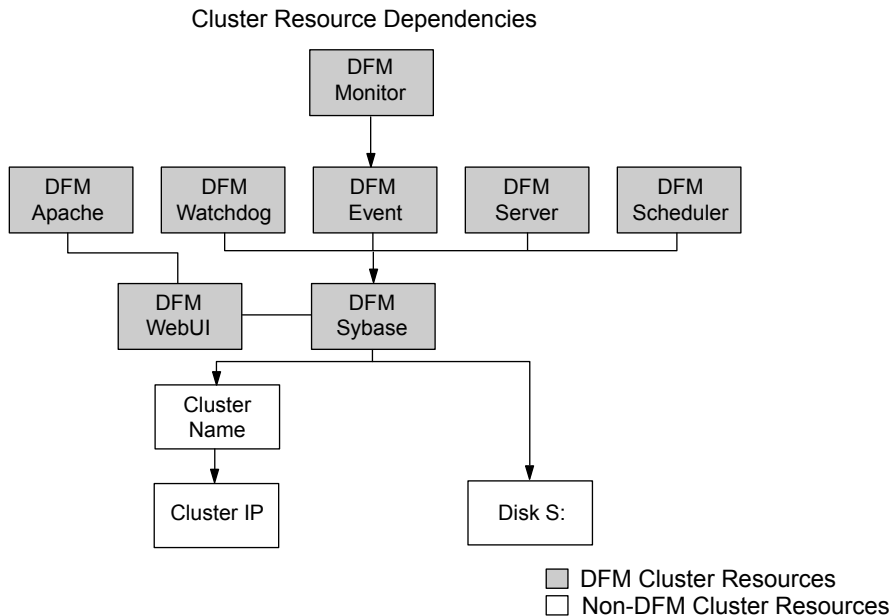 Cluster Resource Dependencies
DFM
Monitor
DFM
Apache
DFM
Watchdog
DFM
Event
DFM
Server
DFM
Scheduler
DFM
WebUI
DFM
Sybase
Cluster
Name
Cluster IP
Disk S:
DFM Cluster Resources
Non-DFM Cluster Resources